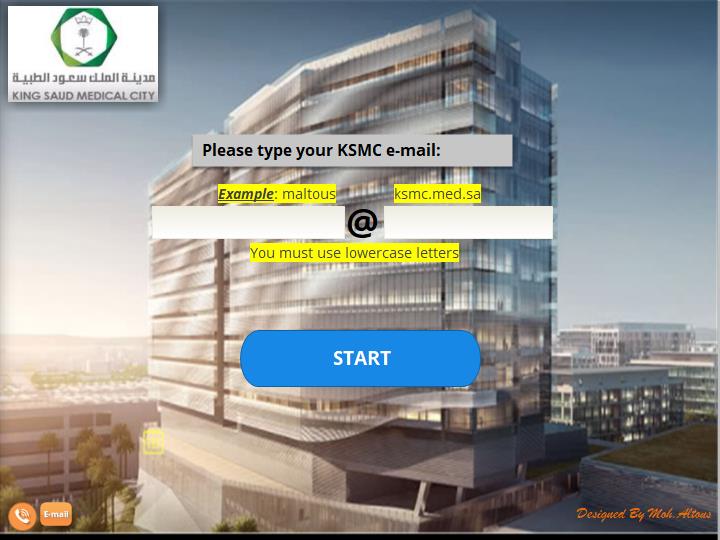 مدينة الملك سعود الطبية
KING SAUD MEDICAL CITY
Please type your KSMC e-mail:
Example: maltous ksmc.med.sa
@
You must use lowercase letters
START
E-mail
Designed By Moh.Altous